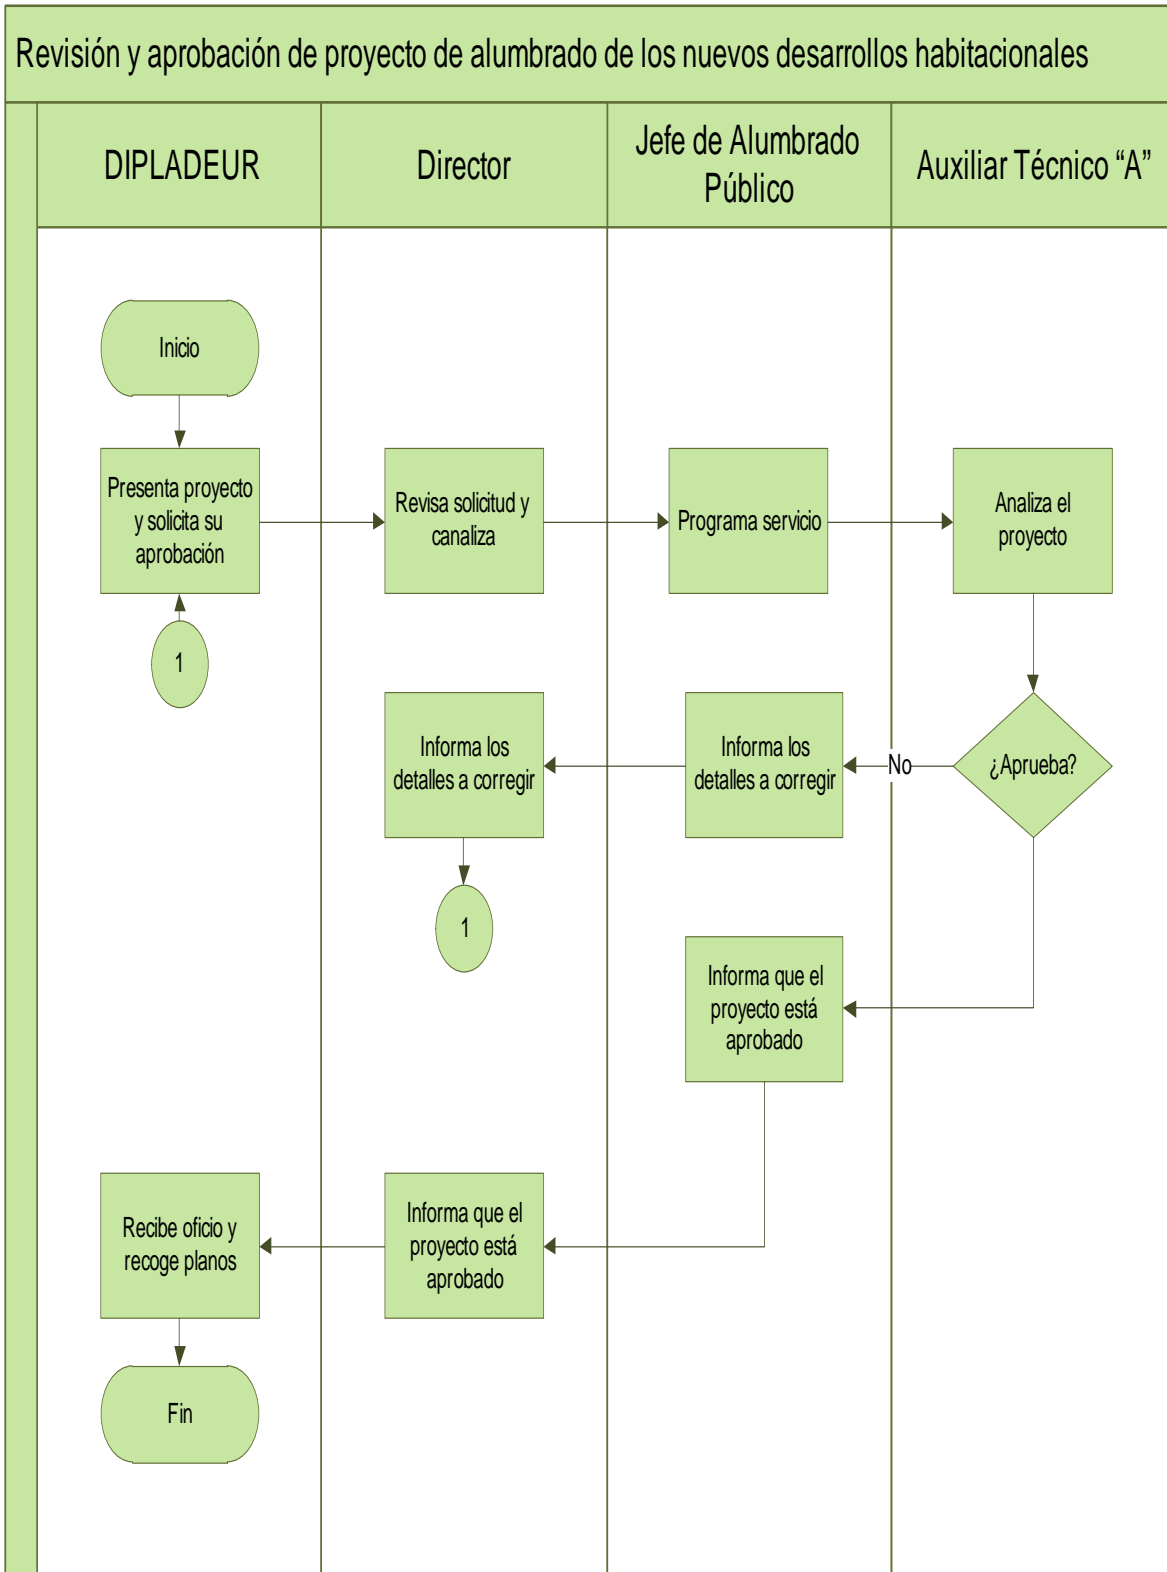 Revisión y aprobación de proyecto de alumbrado de los nuevos desarrollos habitacionales
DIPLADEUR
Director
Jefe de Alumbrado
Público
Auxiliar Técnico “A”
Inicio
Presenta proyecto
y solicita su
aprobación
Revisa solicitud y
canaliza
Programa servicio
Analiza el
proyecto
1
Informa los
detalles a corregir
Informa los
detalles a corregir
No
¿Aprueba?
1
Informa que el
proyecto está
aprobado
Recibe oficio y
recoge planos
Informa que el
proyecto está
aprobado
Fin